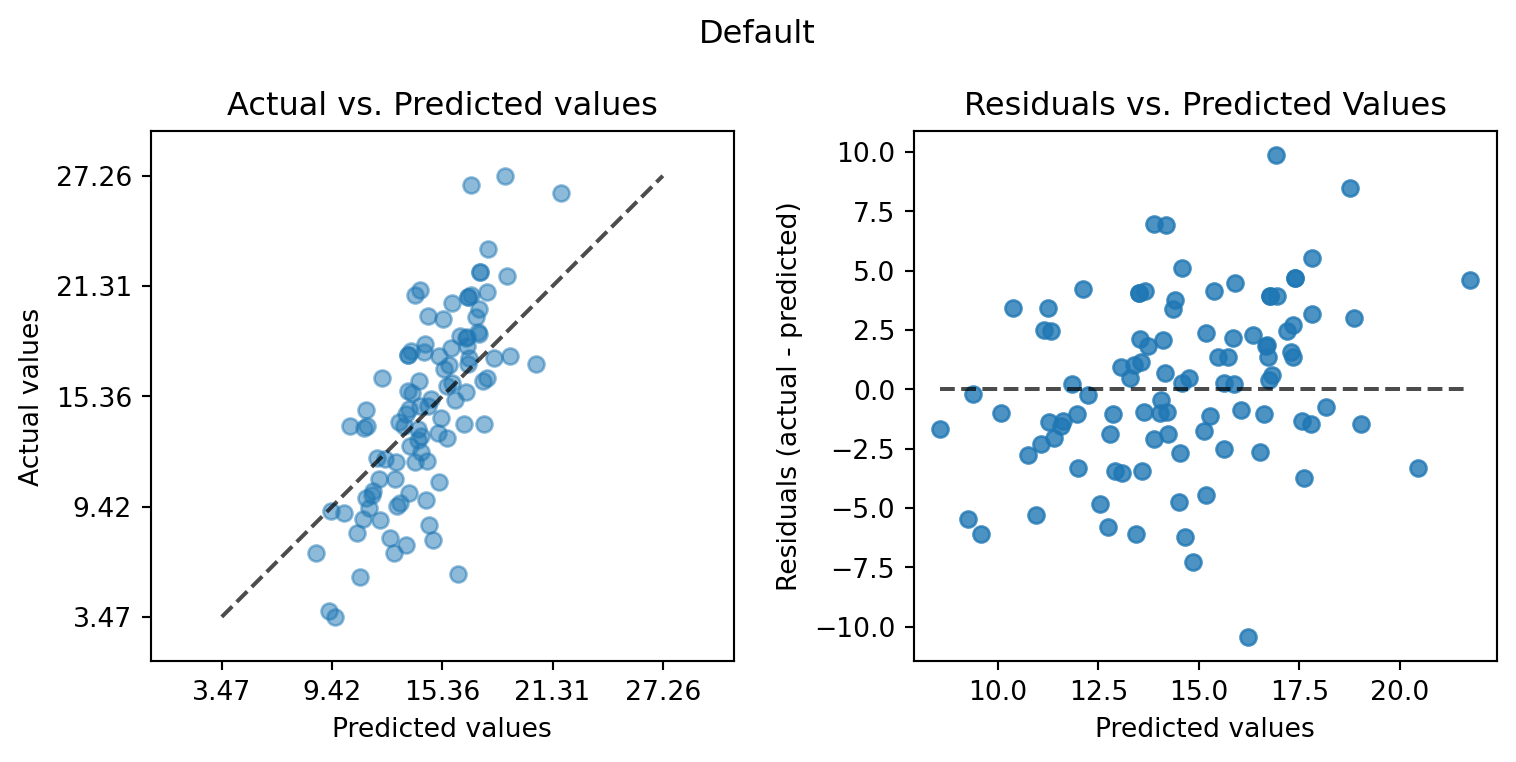 Default
Actual vs. Predicted values
27.26
21.31
15.36
9.42
3.47
Actual values
3.47 9.42 15.36 21.31 27.26
Predicted values
Residuals vs. Predicted Values
10.0
7.5
5.0
2.5
0.0
−2.5
−5.0
−7.5
−10.0
Residuals (actual - predicted)
10.0 12.5 15.0 17.5 20.0
Predicted values